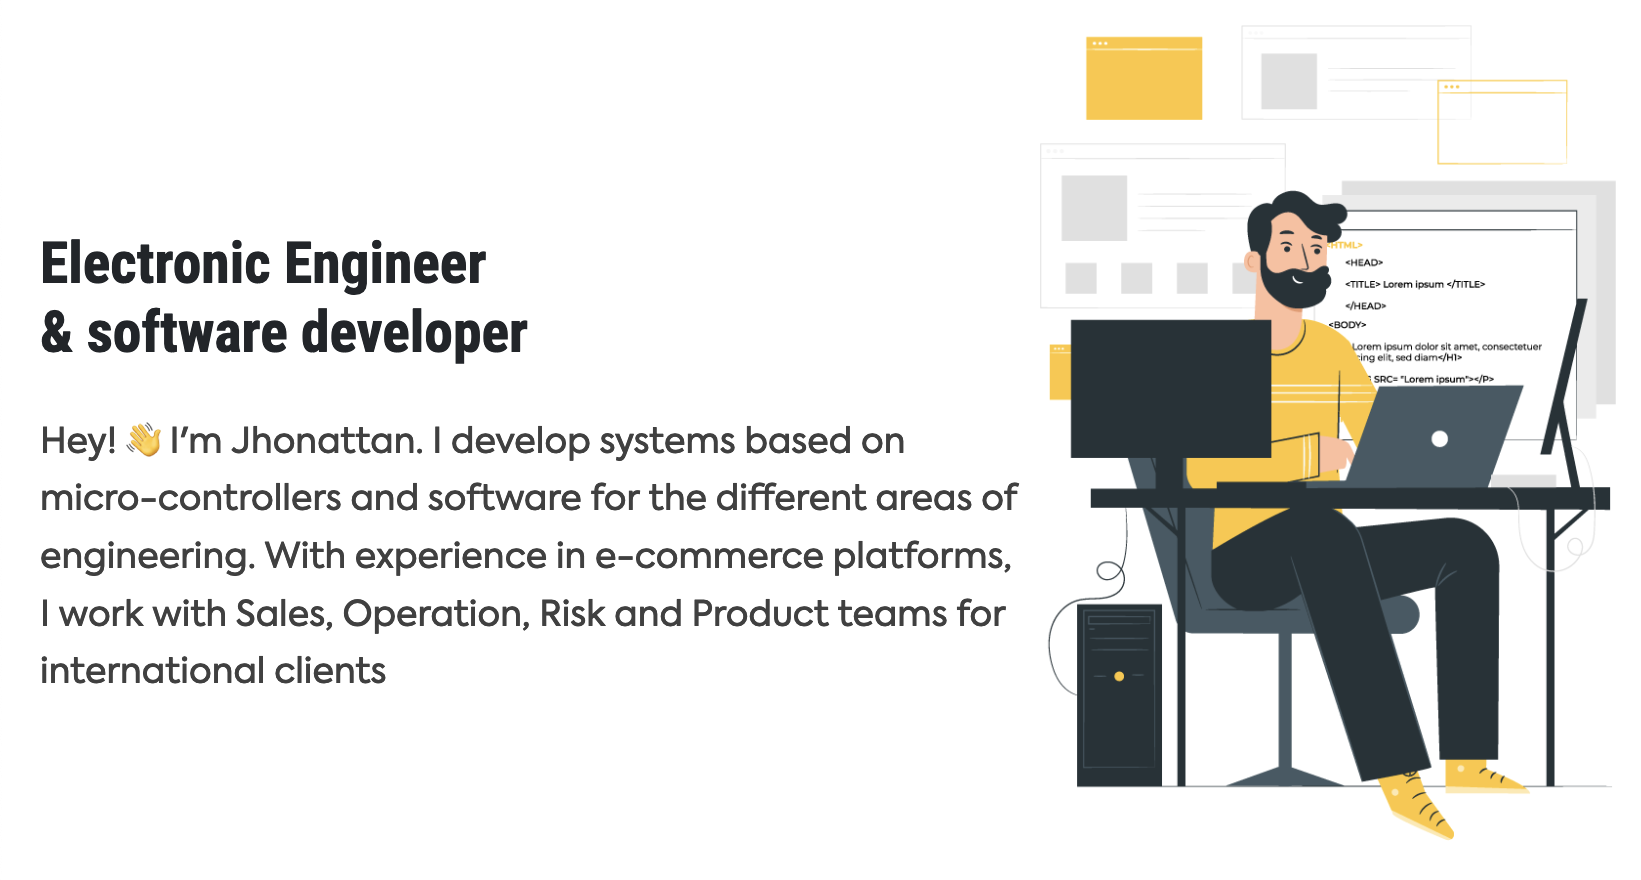 Electronic Engineer
& software developer
Hey! 👋 I'm Jhonattan. I develop systems based on
micro-controllers and software for the different areas of
engineering. With experience in e-commerce platforms,
I work with Sales, Operation, Risk and Product teams for
international clients
HTML>
<HEAD>
<TITLE> Lorem ipsum </TITLE>
</HEAD>
<BODY>
Lorem ipsum dolor sit amet, consectetuer
cing elit, sed diam</H1>
SRC= "Lorem ipsum"></P>